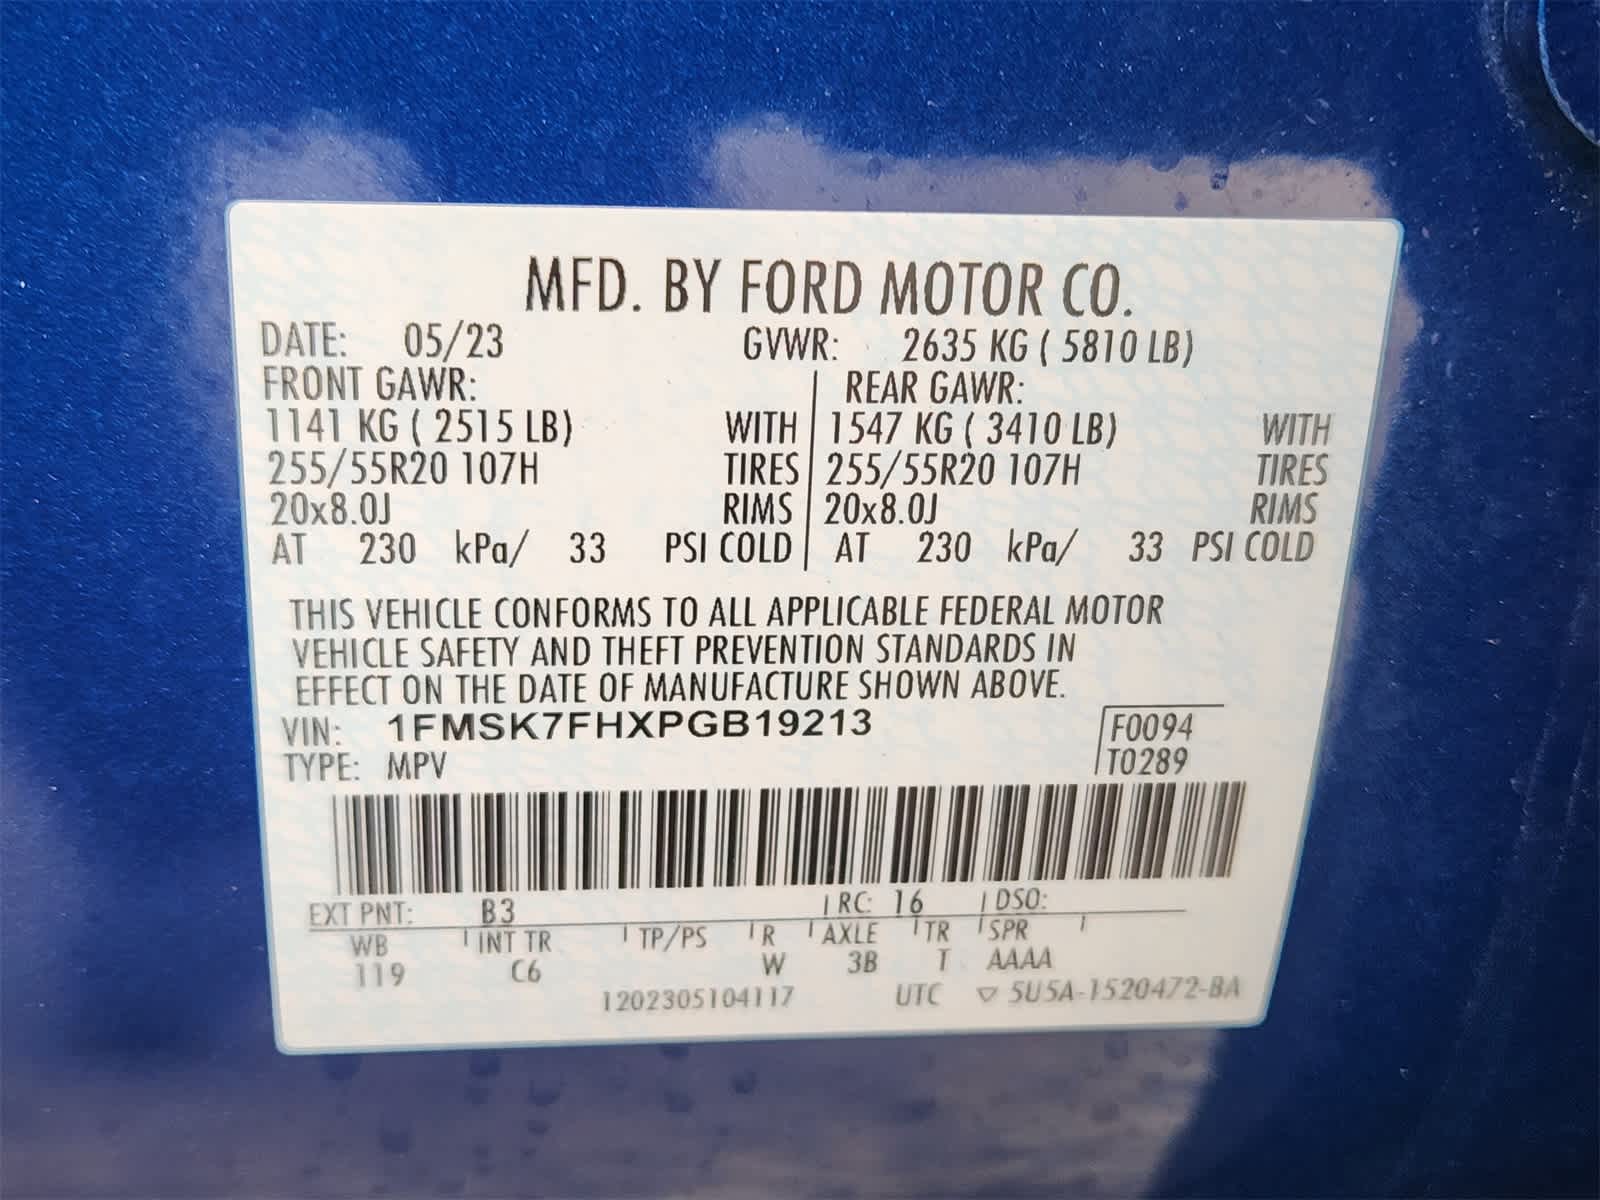 MFD. BY FORD MOTOR CO.
DATE: 05/23 GVWR: 2635 KG ( 5810 LB)
FRONT GAWR: REAR GAWR:
1141 KG ( 2515 LB) WITH 1547 KG ( 3410 LB) WITH
255/55R20 107H TIRES 255/55R20 107H TIRES
20x8.0J RIMS 20x8.0J RIMS
AT 230 kPa/ 33 PSI COLD AT 230 kPa/ 33 PSI COLD
THIS VEHICLE CONFORMS TO ALL APPLICABLE FEDERAL MOTOR
VEHICLE SAFETY AND THEFT PREVENTION STANDARDS IN
EFFECT ON THE DATE OF MANUFACTURE SHOWN ABOVE.
VIN: 1FMSK7FHXPGB19213 F0094
TYPE: MPV T0289
EXT PNT: B3 RC: 16 DSO:
WB INT TR TP/PS R AXLE TR SPR
119 C6 W 3B T AAAA
1202305104117 UTC ▽ 5U5A-1520472-BA